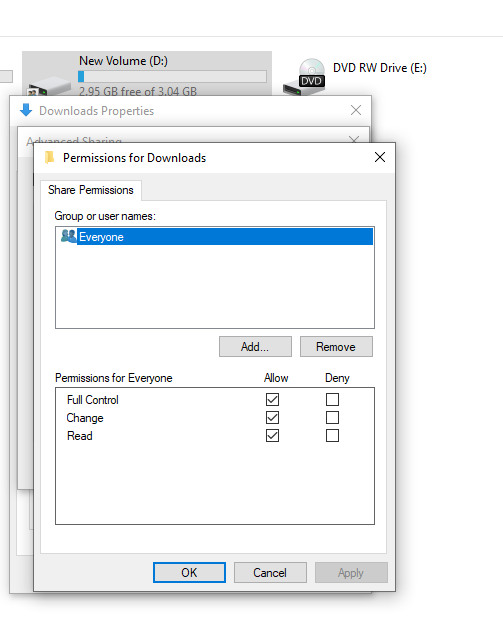 New Volume (D:)
2.95 GB free of 3.04 GB
DVD RW Drive (E:)
DVD
Downloads Properties
Advanced Sharing
Permissions for Downloads
Share Permissions
Group or user names:
Everyone
Add...
Remove
Permissions for Everyone Allow Deny
Full Control
Change
Read
OK
Cancel
Apply